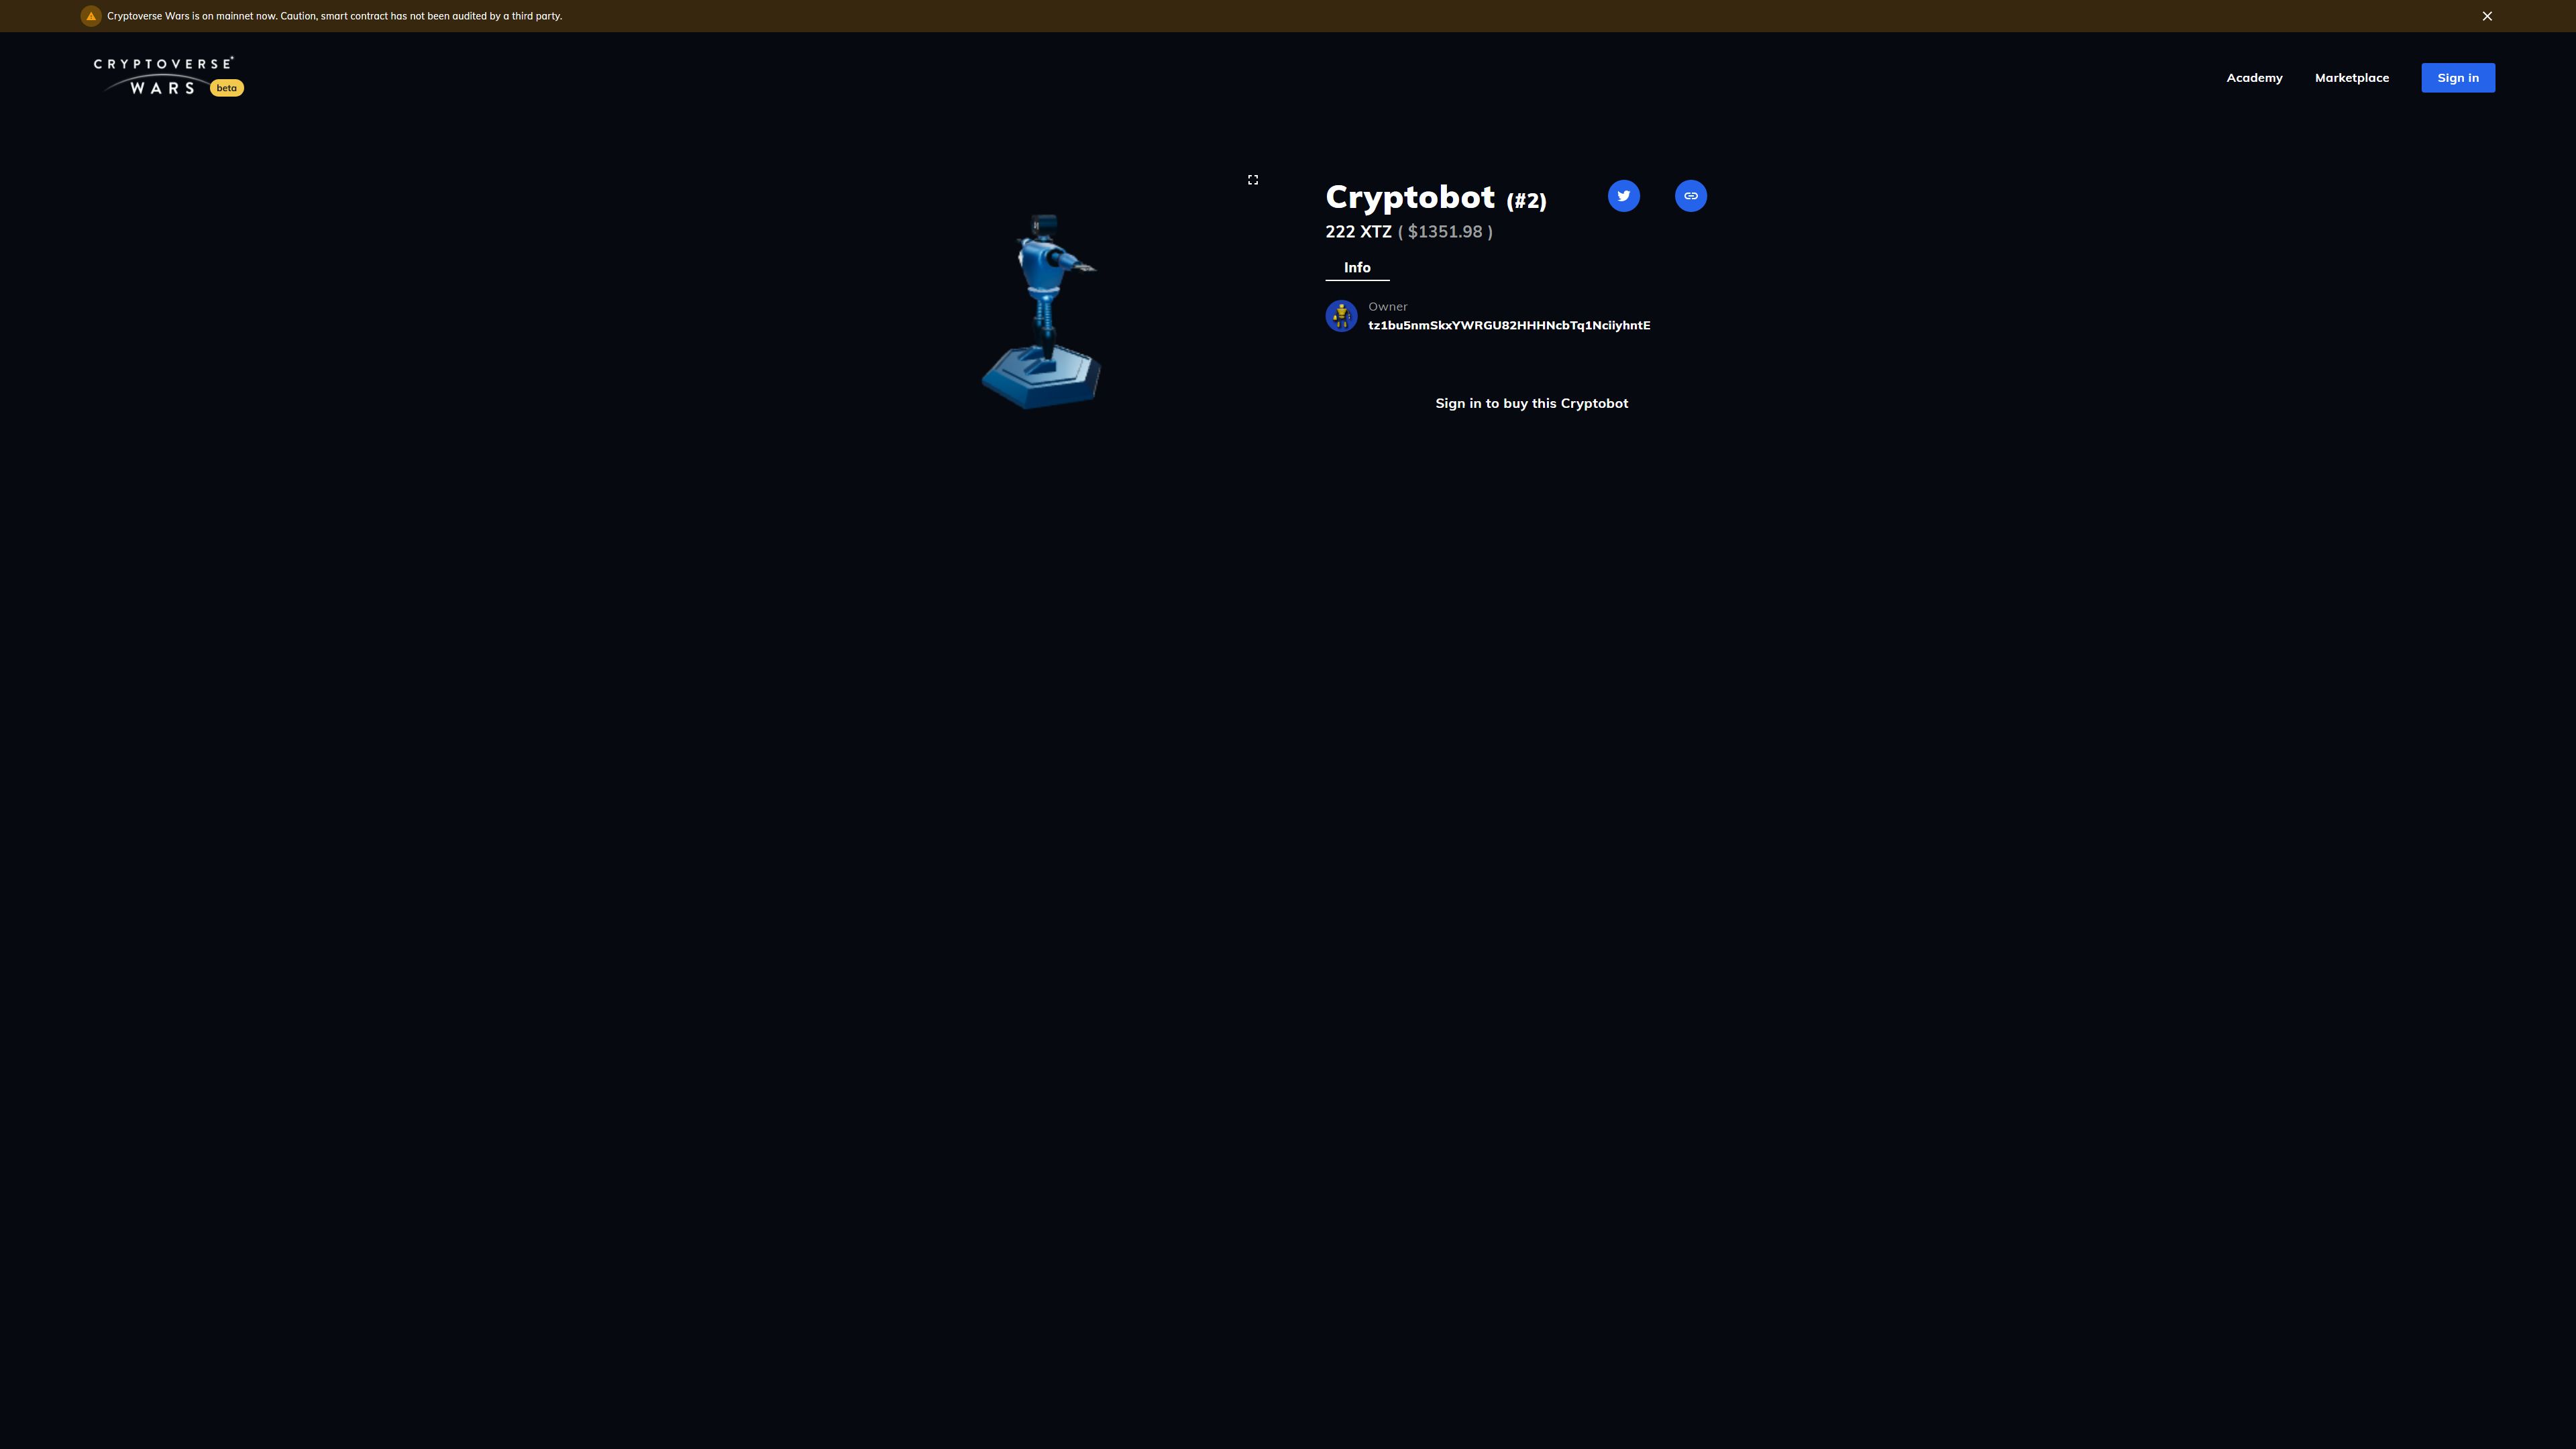 Cryptoverse Wars is on mainnet now. Caution, smart contract has not been audited by a third party.
CRYPTOVERSE
WARS
beta
Academy
Marketplace
Sign in
Cryptobot (#2)
222 XTZ ( $1351.98 )
Info
Owner
tz1bu5nmSkxYWRGU82HHHNcbTq1NciiyhntE
Sign in to buy this Cryptobot